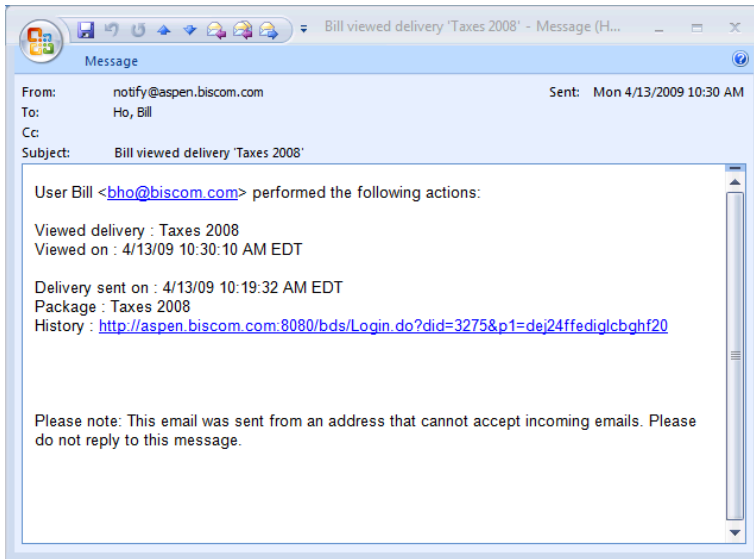 Bill viewed delivery 'Taxes 2008' - Message (H...
Message
From: notify@aspen.biscom.com Sent: Mon 4/13/2009 10:30 AM
To: Ho, Bill
Cc:
Subject: Bill viewed delivery 'Taxes 2008'
User Bill <bho@biscom.com> performed the following actions:
Viewed delivery : Taxes 2008
Viewed on : 4/13/09 10:30:10 AM EDT
Delivery sent on : 4/13/09 10:19:32 AM EDT
Package : Taxes 2008
History : http://aspen.biscom.com:8080/bds/Login.do?did=3275&p1=dej24ffediglcbghf20
Please note: This email was sent from an address that cannot accept incoming emails. Please
do not reply to this message.